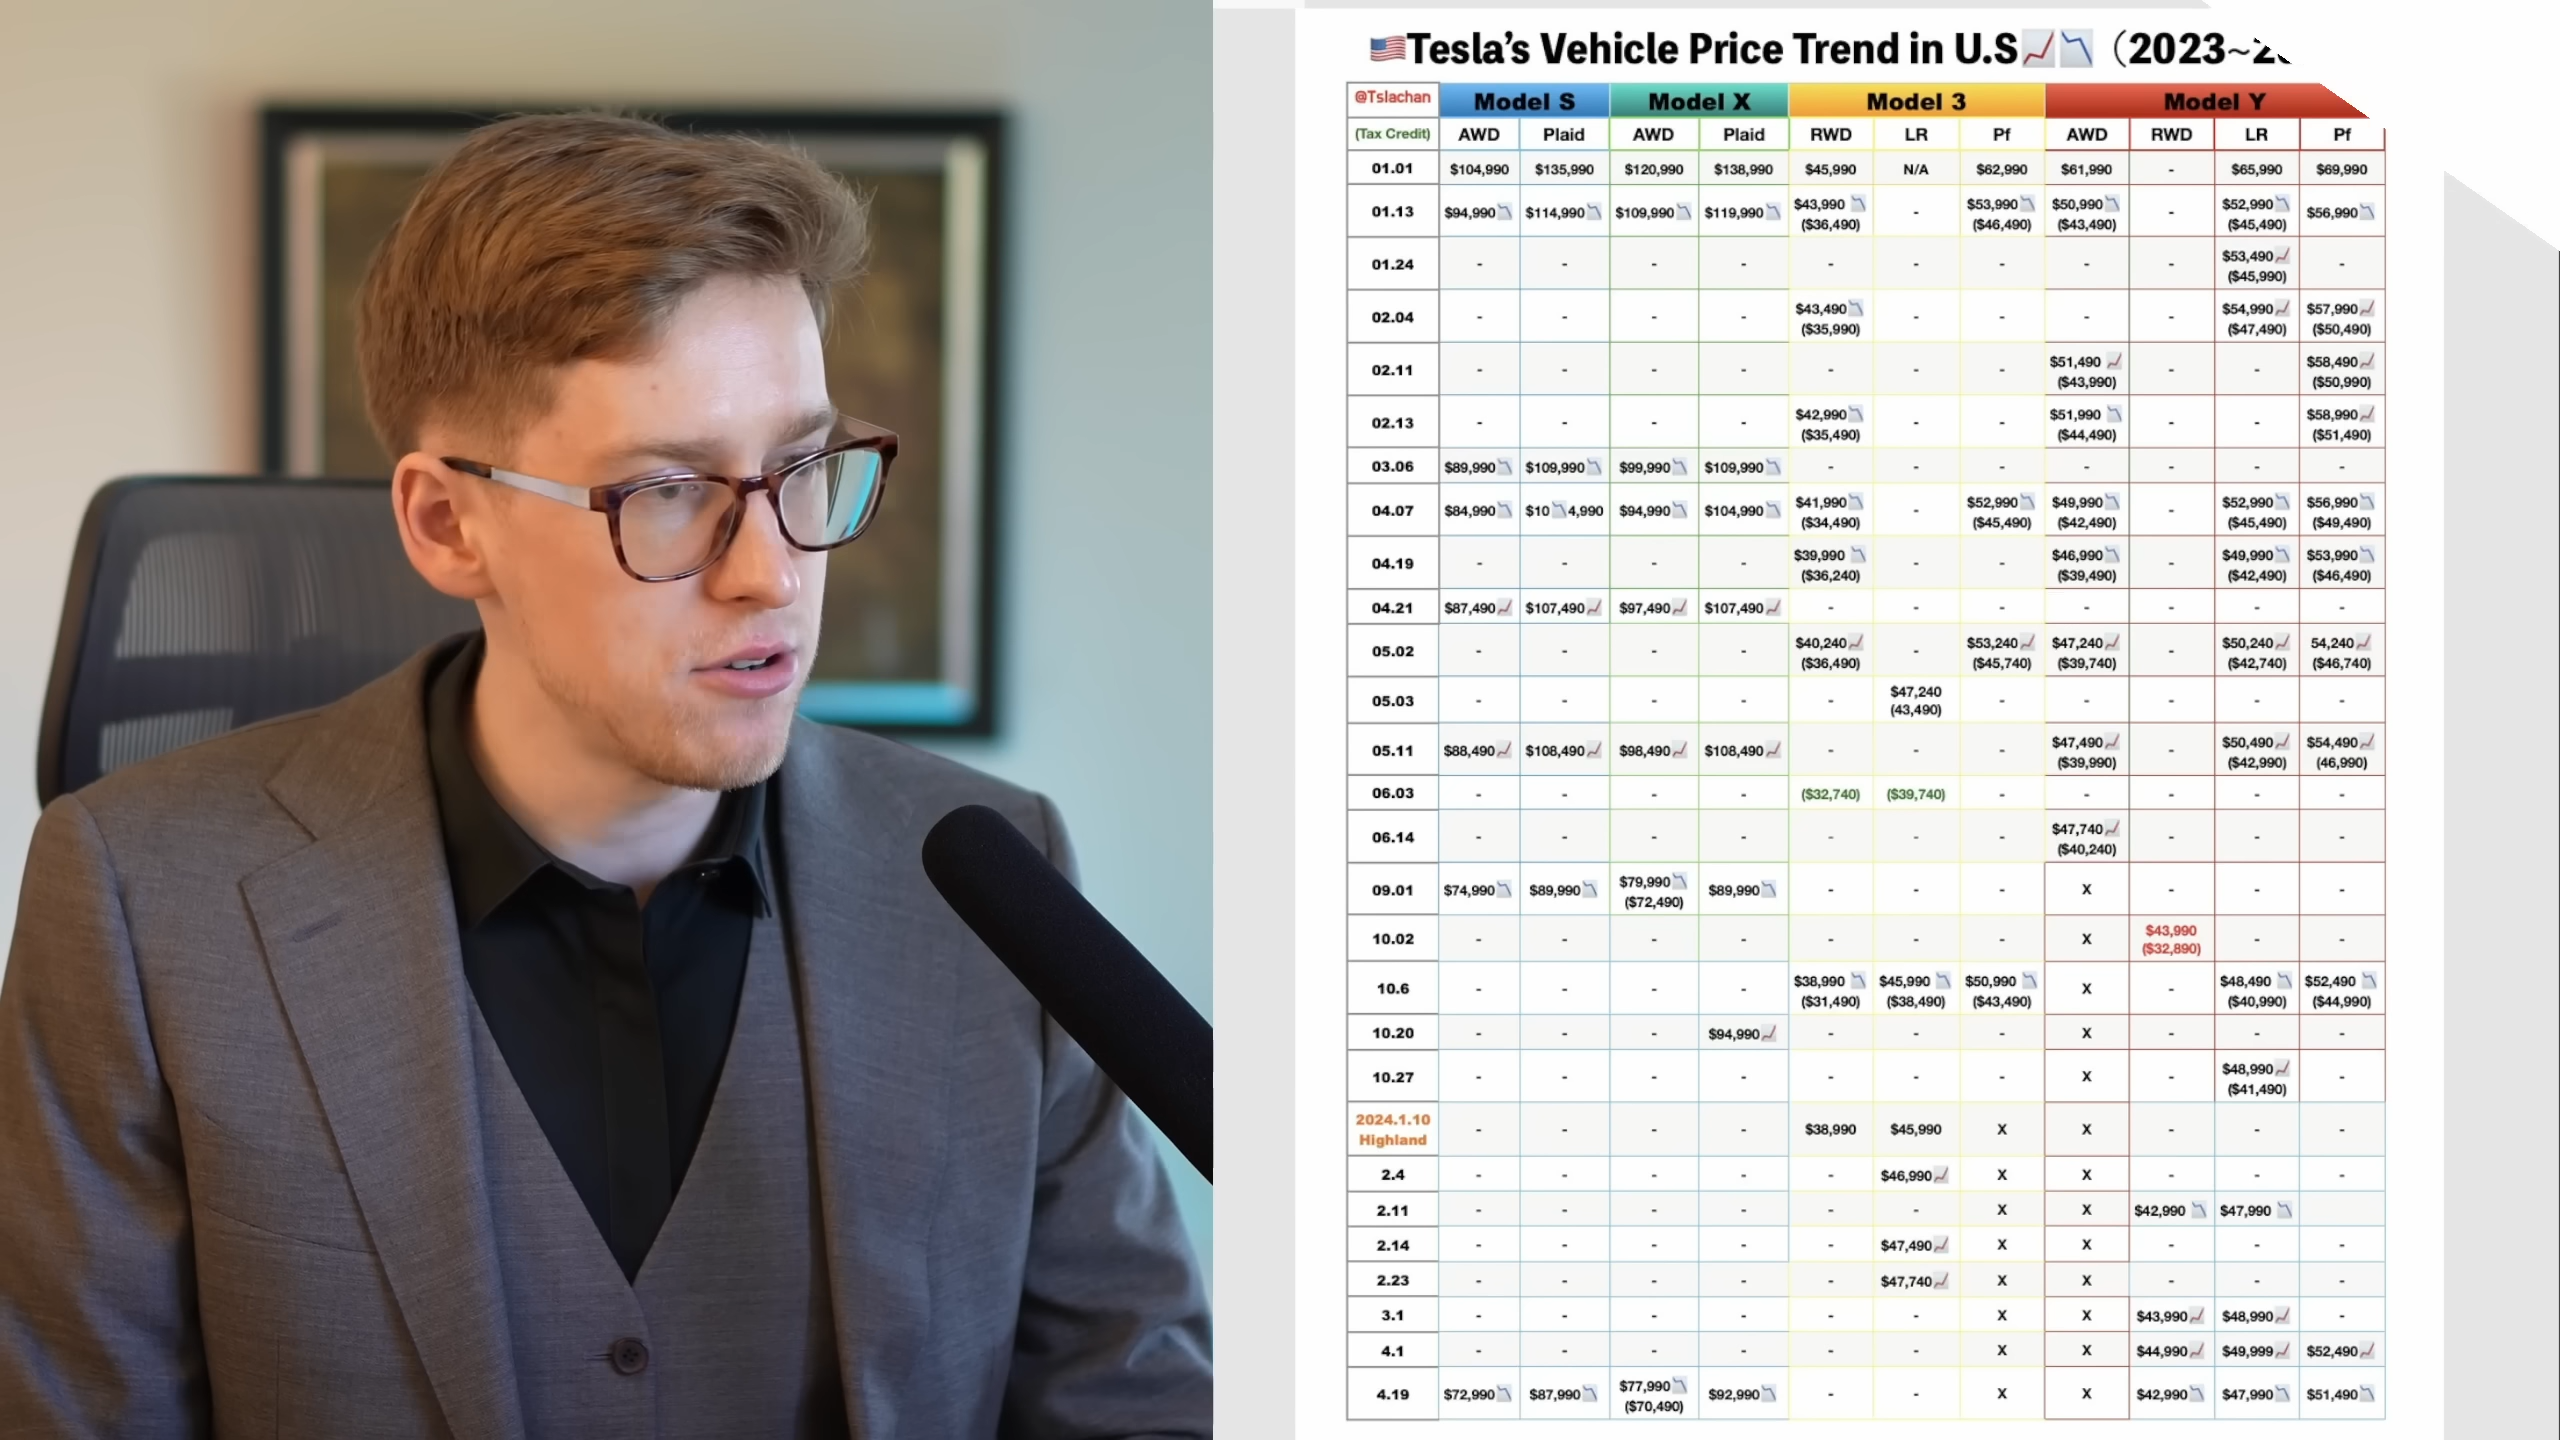 🇺🇸Tesla's Vehicle Price Trend in U.S📈📉（2023~2
@Tslachan Model S Model X Model 3 Model Y
(Tax Credit) AWD Plaid AWD Plaid RWD LR Pf AWD RWD LR Pf
01.01 $104,990 $135,990 $120,990 $138,990 $45,990 N/A $62,990 $61,990 - $65,990 $69,990
01.13 $94,990📉 $114,990📉 $109,990📉 $119,990📉 $43,990📉 ($36,490) - $53,990📉 ($46,490) $50,990📉 ($43,490) - $52,990📉 ($45,490) $56,990📉
01.24 - - - - - - - - - $53,490📈 ($45,990) -
02.04 - - - - $43,490📉 ($35,990) - - - - $54,990📈 ($47,490) $57,990📈 ($50,490)
02.11 - - - - - - - $51,490📈 ($43,990) - - $58,490📈 ($50,990)
02.13 - - - - $42,990📉 ($35,490) - - $51,990📉 ($44,490) - - $58,990📈 ($51,490)
03.06 $89,990📉 $109,990📉 $99,990📉 $109,990📉 - - - - - - -
04.07 $84,990📉 $10📉4,990 $94,990📉 $104,990📉 $41,990📉 ($34,490) - $52,990📉 ($45,490) $49,990📉 ($42,490) - $52,990📉 ($45,490) $56,990📉 ($49,490)
04.19 - - - - $39,990📉 ($36,240) - - $46,990📉 ($39,490) - $49,990📉 ($42,490) $53,990📉 ($46,490)
04.21 $87,490📈 $107,490📈 $97,490📈 $107,490📈 - - - - - - -
05.02 - - - - $40,240📈 ($36,490) - $53,240📈 ($45,740) $47,240📈 ($39,740) - $50,240📈 ($42,740) 54,240📈 ($46,740)
05.03 - - - - - $47,240 (43,490) - - - - -
05.11 $88,490📈 $108,490📈 $98,490📈 $108,490📈 - - - $47,490📈 ($39,990) - $50,490📈 ($42,990) $54,490📈 (46,990)
06.03 - - - - ($32,740) ($39,740) - - - - -
06.14 - - - - - - - $47,740📈 ($40,240) - - -
09.01 $74,990📉 $89,990📉 $79,990📉 ($72,490) $89,990📉 - - - X - - -
10.02 - - - - - - - X $43,990 ($32,890) - -
10.6 - - - - $38,990📉 ($31,490) $45,990📉 ($38,490) $50,990📉 ($43,490) X - $48,490📉 ($40,990) $52,490📉 ($44,990)
10.20 - - - $94,990📈 - - - X - - -
10.27 - - - - - - - X - $48,990📈 ($41,490) -
2024.1.10 Highland - - - - $38,990 $45,990 X X - - -
2.4 - - - - - $46,990📈 X X - - -
2.11 - - - - - - X X $42,990📉 $47,990📉
2.14 - - - - - $47,490📈 X X - - -
2.23 - - - - - $47,740📈 X X - - -
3.1 - - - - - - X X $43,990📈 $48,990📈 -
4.1 - - - - - - X X $44,990📈 $49,999📈 $52,490📈
4.19 $72,990📉 $87,990📉 $77,990📉 ($70,490) $92,990📉 - - X X $42,990📉 $47,990📉 $51,490📉